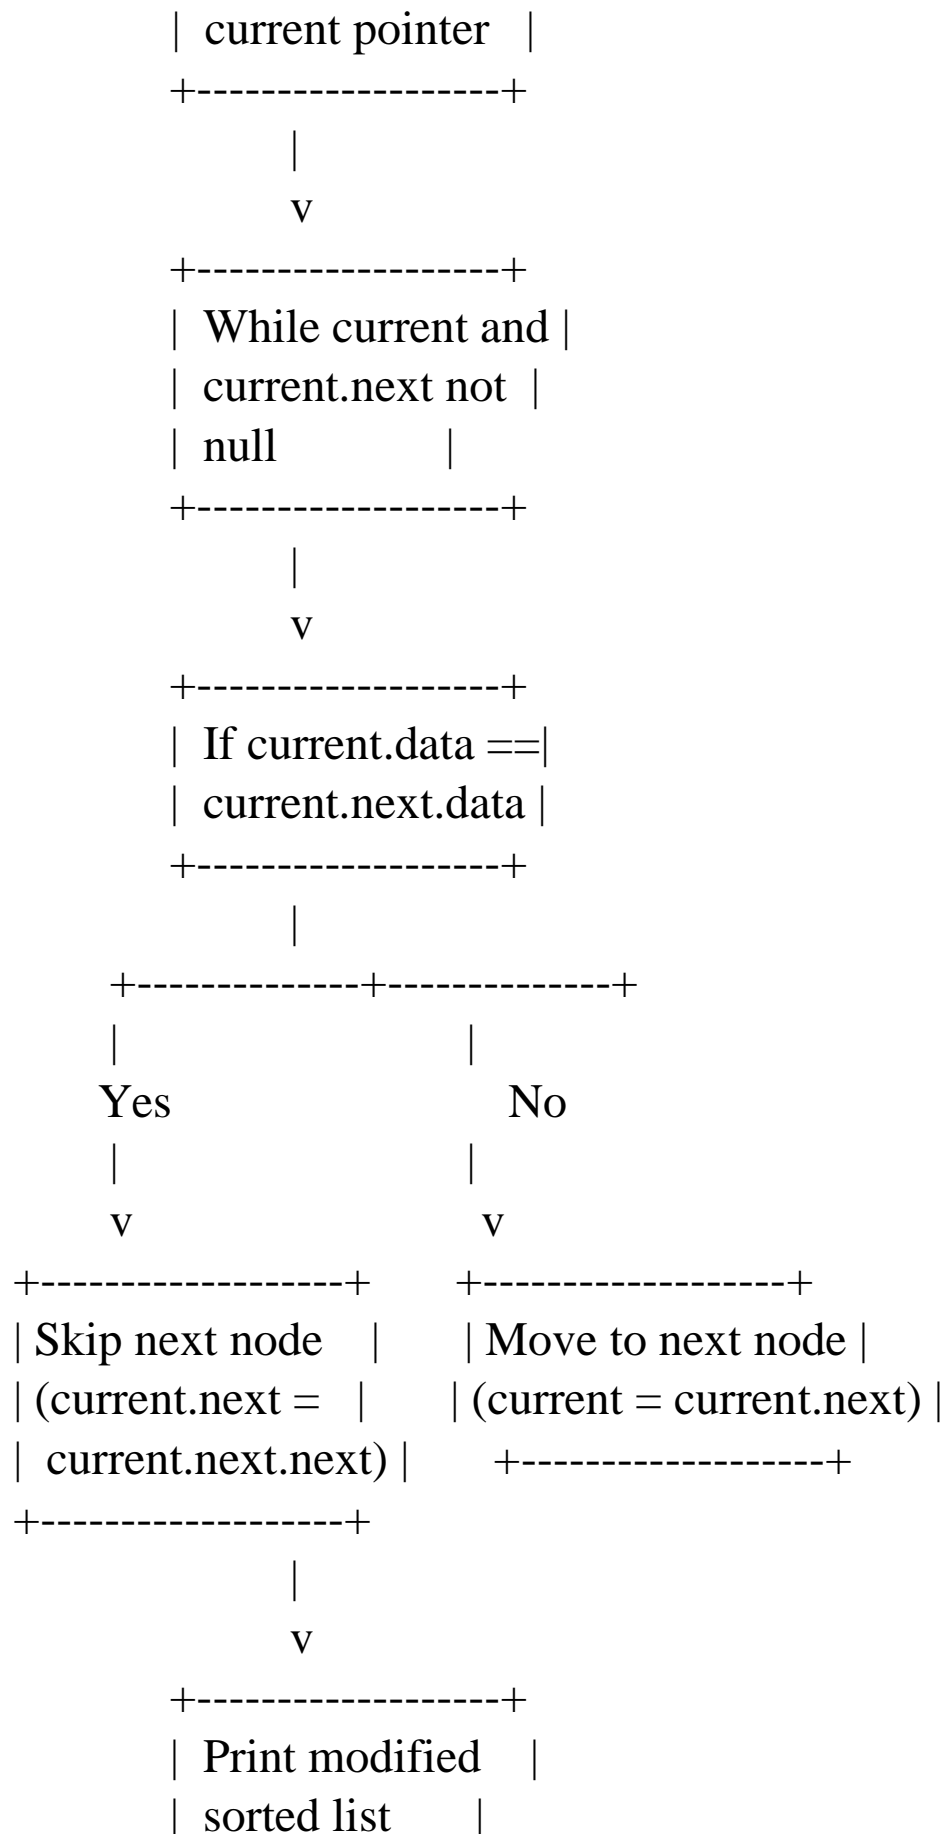 |  current pointer   |
+-------------------+
|
v
+-------------------+
|  While current and |
|  current.next not  |
|  null            |
+-------------------+
|
v
+-------------------+
|  If current.data ==|
|  current.next.data |
+-------------------+
|
+--------------+--------------+
|                             |
Yes                           No
|                             |
v                             v
+-------------------+       +-------------------+
| Skip next node   |       | Move to next node |
| (current.next =   |      | (current = current.next) |
|  current.next.next) |       +-------------------+
+-------------------+
|
v
+-------------------+
|  Print modified    |
|  sorted list       |